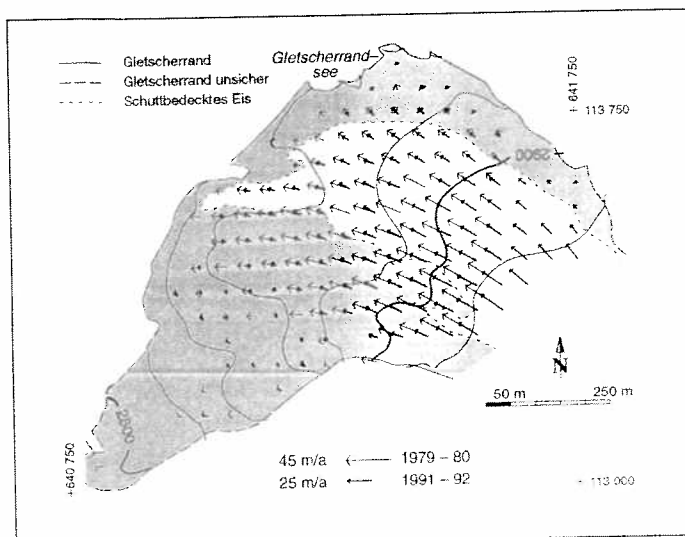 Gletscherrand
Gletscherrand unsicher
Schuttbedecktes Eis
Gletscherrand-
see
641 750
+ 113 750
2900
2800
N
50 m 250 m
+640 750
45 m/a 1979 – 80
25 m/a 1991 – 92
+ 113 000